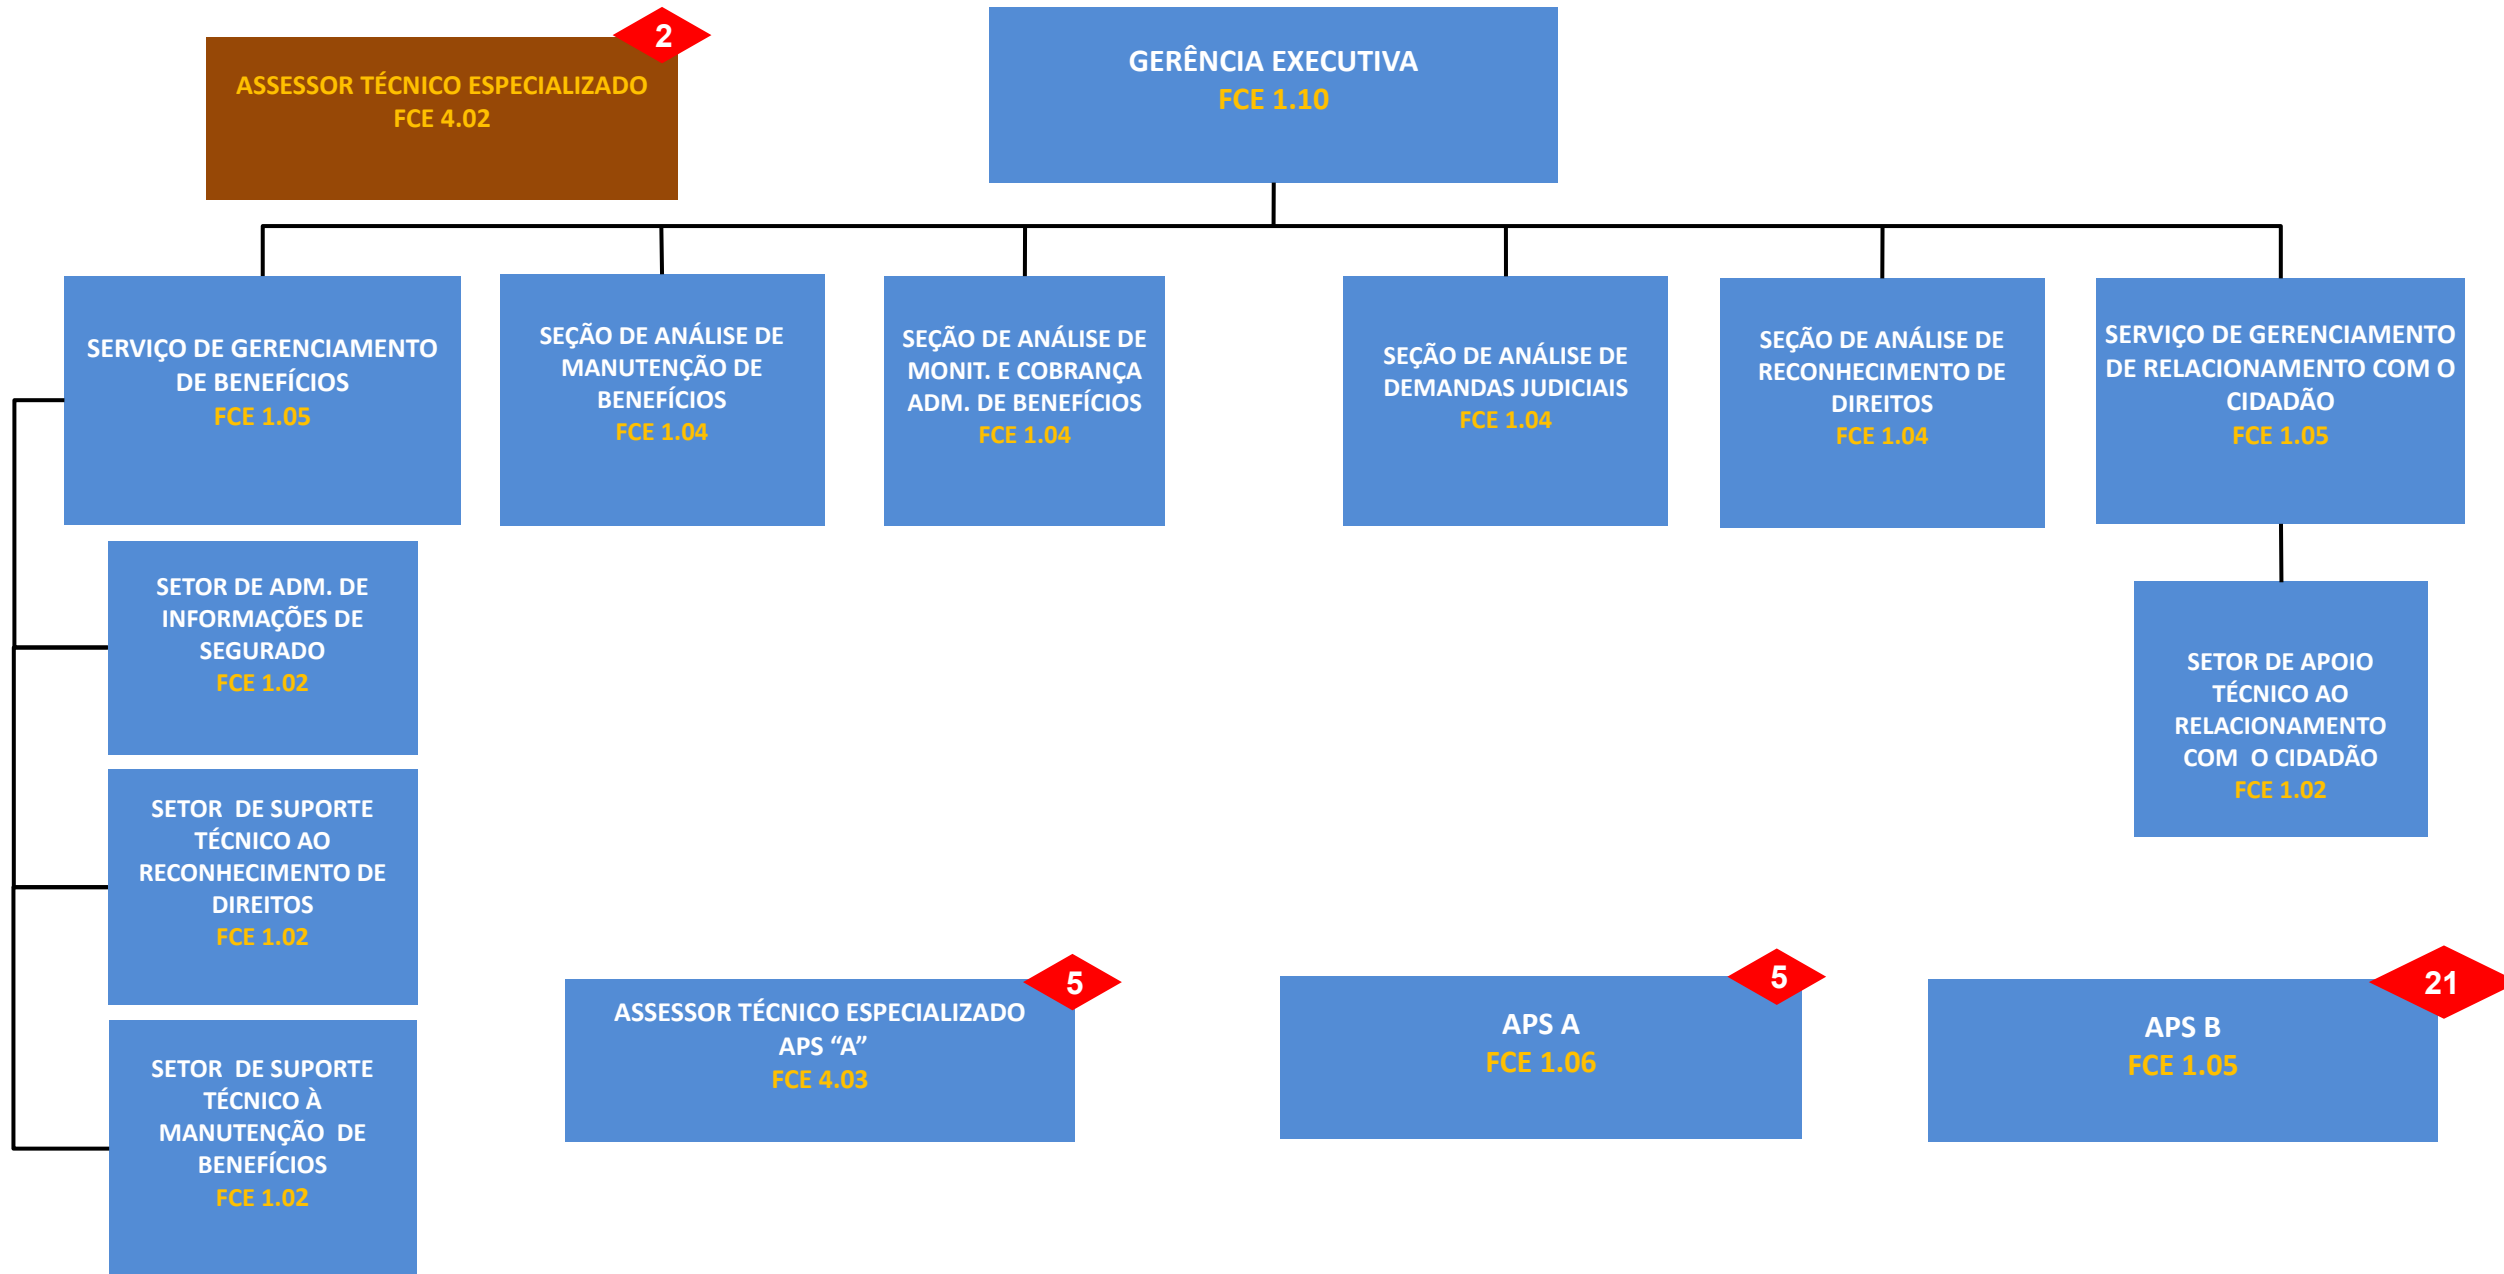 2
ASSESSOR TÉCNICO ESPECIALIZADO
FCE 4.02
GERÊNCIA EXECUTIVA
FCE 1.10
SERVIÇO DE GERENCIAMENTO
DE BENEFÍCIOS
FCE 1.05
SEÇÃO DE ANÁLISE DE
MANUTENÇÃO DE
BENEFÍCIOS
FCE 1.04
SEÇÃO DE ANÁLISE DE
MONIT. E COBRANÇA
ADM. DE BENEFÍCIOS
FCE 1.04
SEÇÃO DE ANÁLISE DE
DEMANDAS JUDICIAIS
FCE 1.04
SEÇÃO DE ANÁLISE DE
RECONHECIMENTO DE
DIREITOS
FCE 1.04
SERVIÇO DE GERENCIAMENTO
DE RELACIONAMENTO COM O
CIDADÃO
FCE 1.05
SETOR DE ADM. DE
INFORMAÇÕES DE
SEGURADO
FCE 1.02
SETOR DE APOIO
TÉCNICO AO
RELACIONAMENTO
COM O CIDADÃO
FCE 1.02
SETOR DE SUPORTE
TÉCNICO AO
RECONHECIMENTO DE
DIREITOS
FCE 1.02
SETOR DE SUPORTE
TÉCNICO À
MANUTENÇÃO DE
BENEFÍCIOS
FCE 1.02
5
ASSESSOR TÉCNICO ESPECIALIZADO
APS “A”
FCE 4.03
5
APS A
FCE 1.06
21
APS B
FCE 1.05